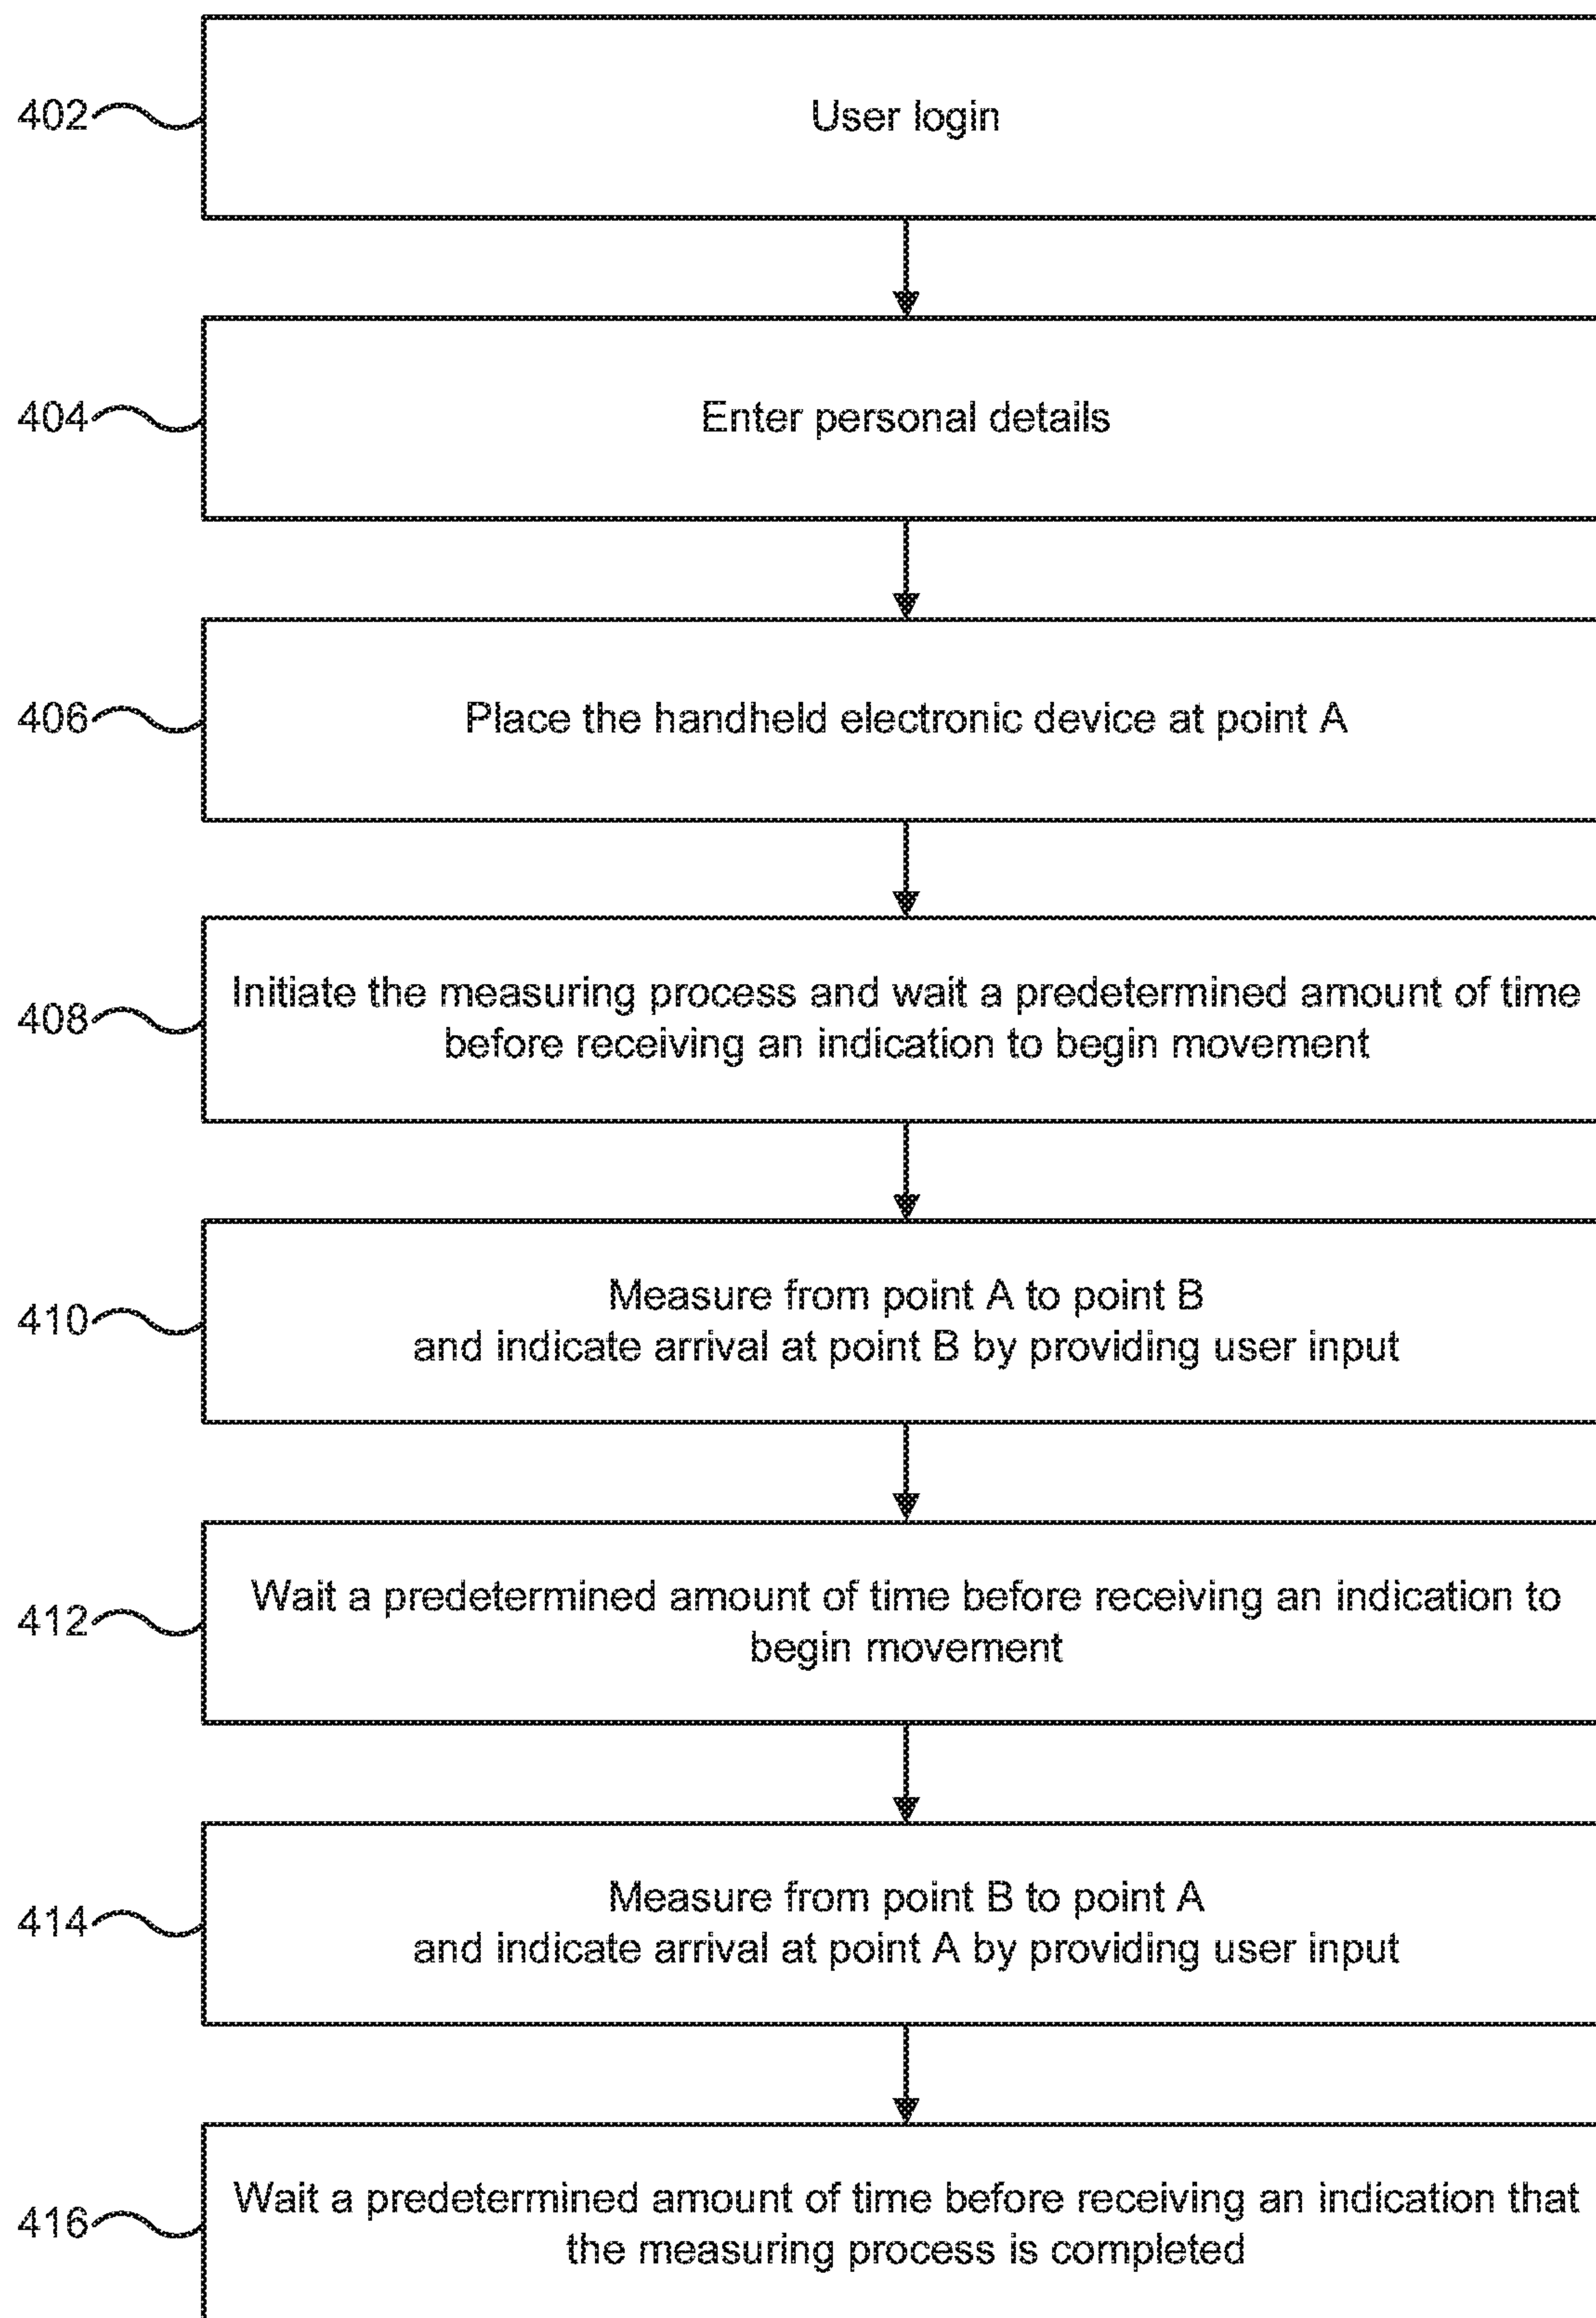 402
User login
404
Enter personal details
406
Place the handheld electronic device at point A
408
Initiate the measuring process and wait a predetermined amount of time
before receiving an indication to begin movement
410
Measure from point A to point B
and indicate arrival at point B by providing user input
412
Wait a predetermined amount of time before receiving an indication to
begin movement
414
Measure from point B to point A
and indicate arrival at point A by providing user input
416
Wait a predetermined amount of time before receiving an indication that
the measuring process is completed